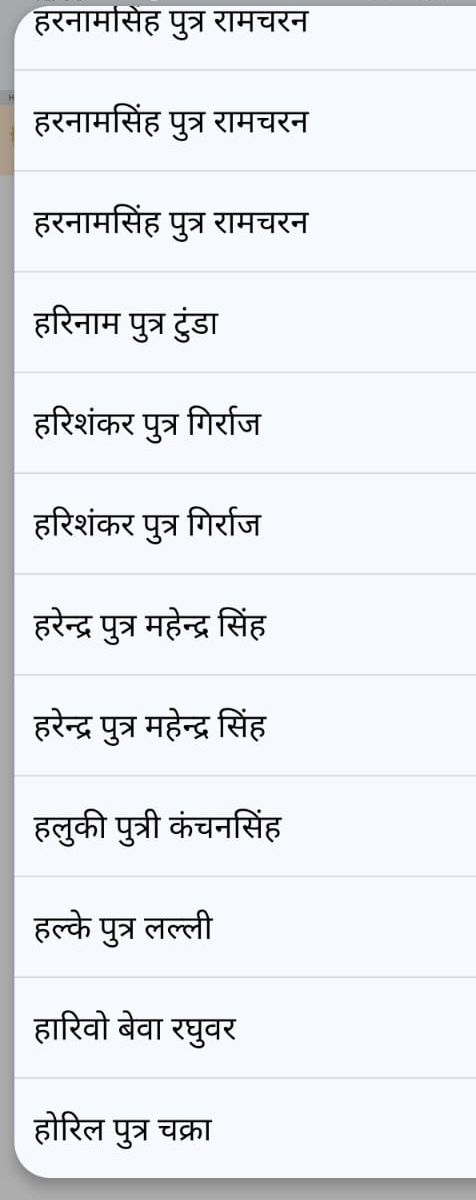 हरनामसिंह पुत्र रामचरन
हरनामसिंह पुत्र रामचरन
हरनामसिंह पुत्र रामचरन
हरिनाम पुत्र टुंडा
हरिशंकर पुत्र गिर्राज
हरिशंकर पुत्र गिर्राज
हरेन्द्र पुत्र महेन्द्र सिंह
हरेन्द्र पुत्र महेन्द्र सिंह
हलुकी पुत्री कंचनसिंह
हल्के पुत्र लल्ली
हारिवो बेवा रघुवर
होरिल पुत्र चक्रा